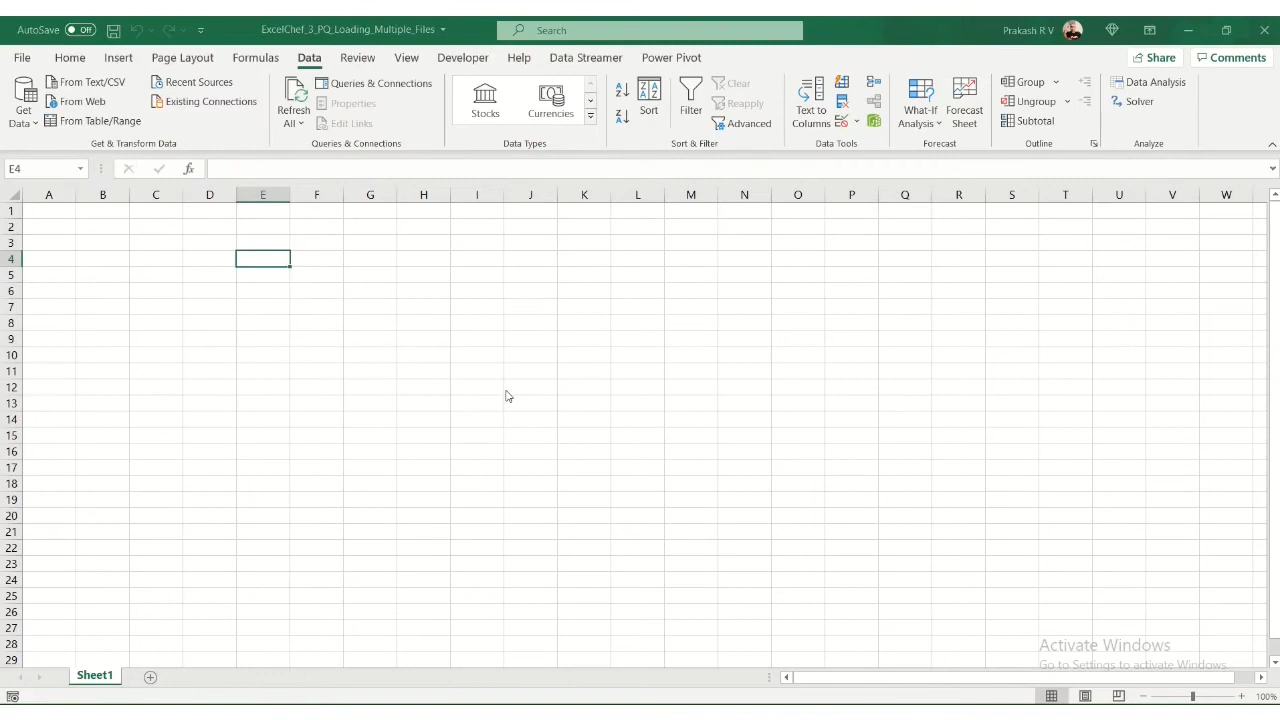 AutoSave Off ExcelChef_3_PQ_Loading_Multiple_Files Search Prakash R V
File Home Insert Page Layout Formulas Data Review View Developer Help Data Streamer Power Pivot Share Comments
Get Data
From Text/CSV
From Web
From Table/Range
Recent Sources
Existing Connections
Get & Transform Data
Refresh All
Queries & Connections
Properties
Edit Links
Queries & Connections
Stocks
Currencies
Data Types
Sort
Filter
Clear
Reapply
Advanced
Sort & Filter
Text to Columns
Data Tools
What-If Analysis
Forecast Sheet
Forecast
Group
Ungroup
Subtotal
Outline
Data Analysis
Solver
Analyze
E4 fx
A B C D E F G H I J K L M N O P Q R S T U V W
1
2
3
4
5
6
7
8
9
10
11
12
13
14
15
16
17
18
19
20
21
22
23
24
25
26
27
28
29
Activate Windows
Go to Settings to activate Windows.
Sheet1
100%